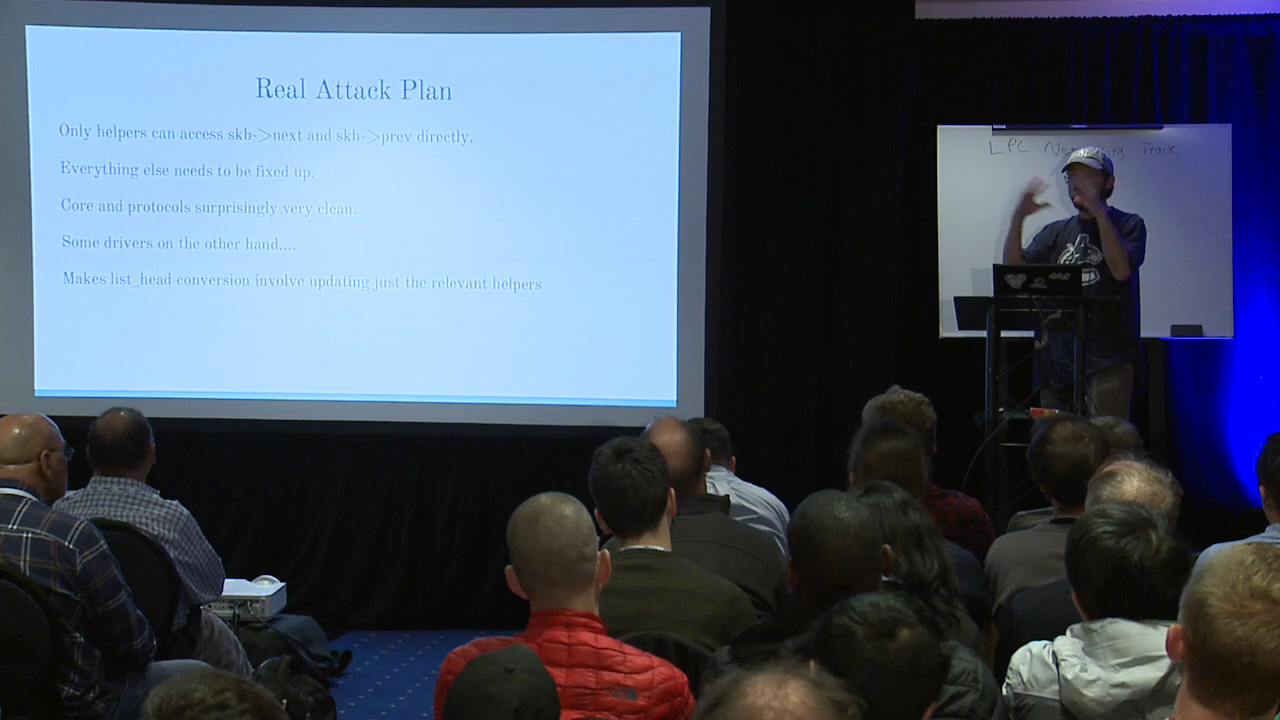 Real Attack Plan
Only helpers can access skb->next and skb->prev directly.
Everything else needs to be fixed up.
Core and protocols surprisingly very clean.
Some drivers on the other hand....
Makes list_head conversion involve updating just the relevant helpers
LPC Track